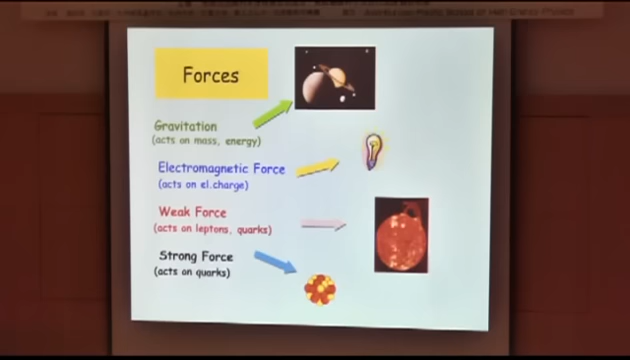 Forces
Gravitation
(acts on mass, energy)
Electromagnetic Force
(acts on el.charge)
Weak Force
(acts on leptons, quarks)
Strong Force
(acts on quarks)